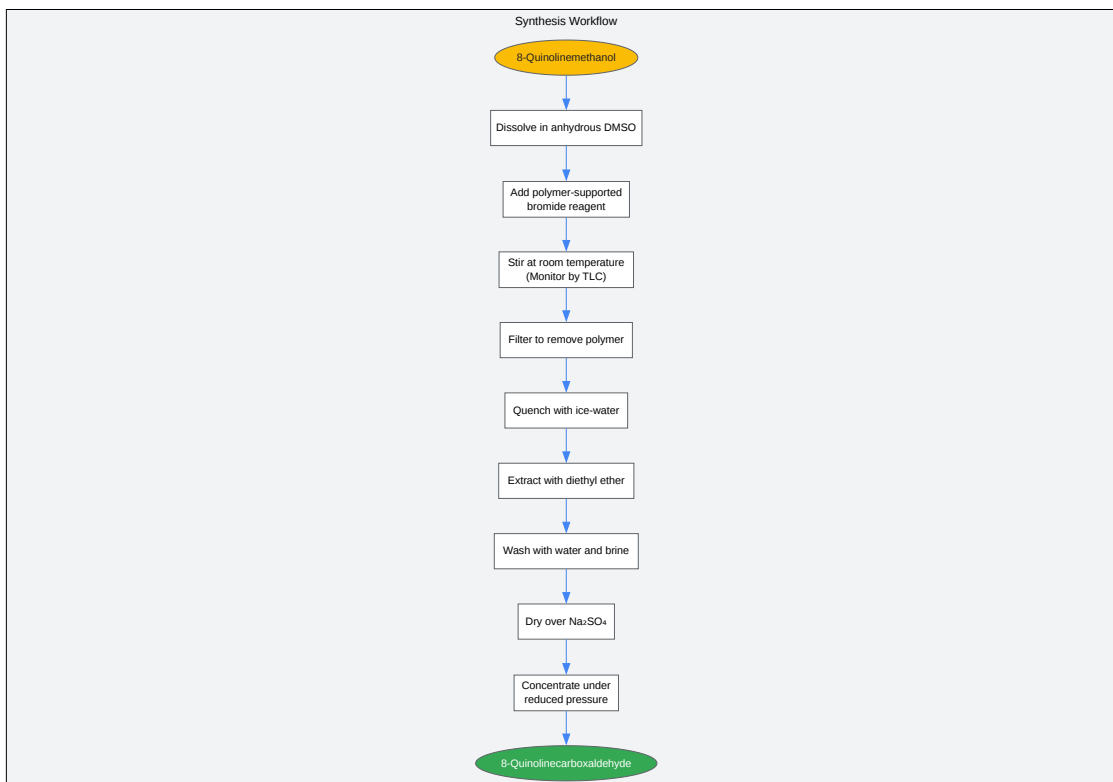 Synthesis Workflow
8-Quinolinemethanol
Dissolve in anhydrous DMSO
Add polymer-supported
bromide reagent
Stir at room temperature
(Monitor by TLC)
Filter to remove polymer
Quench with ice-water
Extract with diethyl ether
Wash with water and brine
Dry over Na₂SO₄
Concentrate under
reduced pressure
8-Quinolinecarboxaldehyde